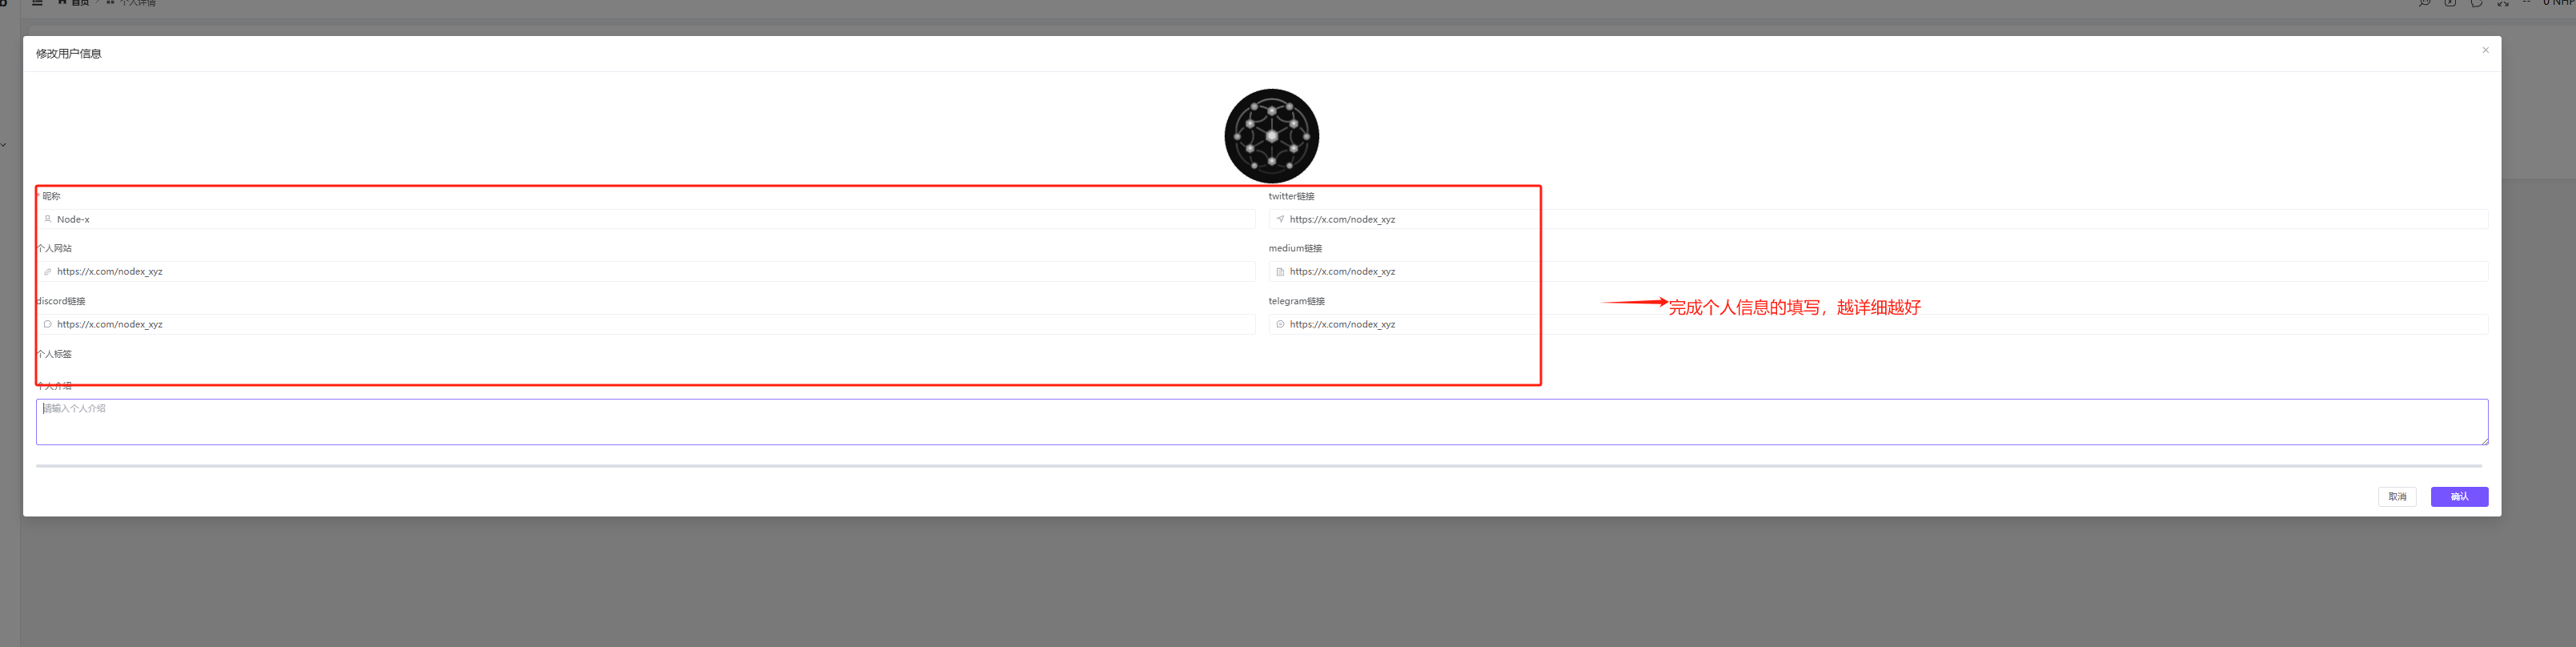 首页 / 个人详情
0 NHP
修改用户信息
* 昵称
twitter链接
Node-x
https://x.com/nodex_xyz
个人网站
medium链接
https://x.com/nodex_xyz
https://x.com/nodex_xyz
discord链接
telegram链接
完成个人信息的填写，越详细越好
https://x.com/nodex_xyz
https://x.com/nodex_xyz
个人标签
个人介绍
请输入个人介绍
取消
确认